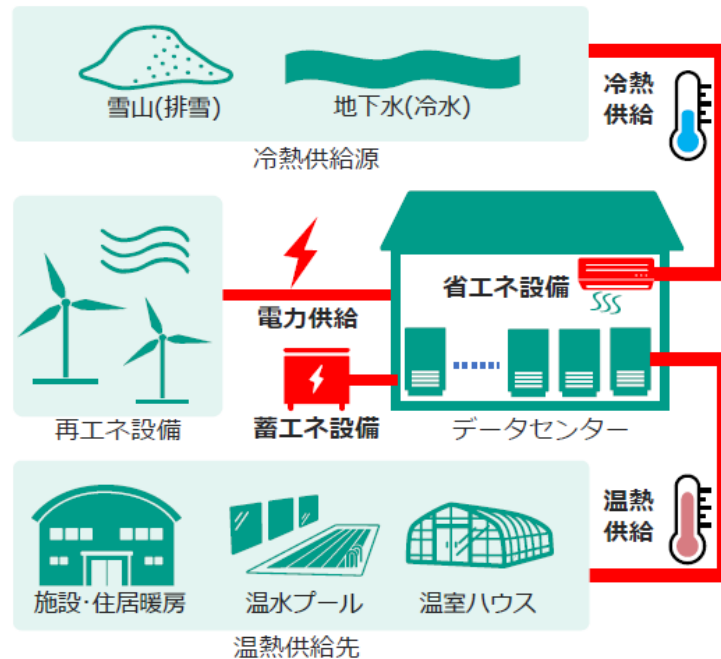 雪山(排雪)
地下水(冷水)
冷熱
供給
冷熱供給源
省エネ設備
電力供給
再エネ設備
蓄エネ設備
データセンター
温熱
供給
施設･住居暖房
温水プール
温室ハウス
温熱供給先